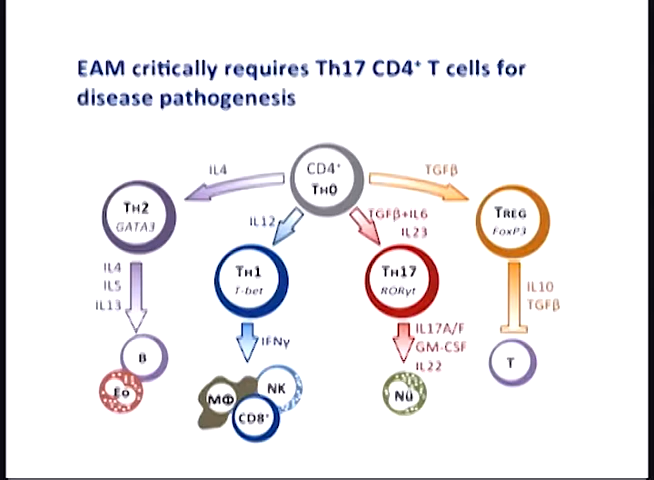 EAM critically requires Th17 CD4⁺ T cells for
disease pathogenesis
CD4⁺
TH0
IL4
TGFβ
TH2
GATA3
IL12
TGFβ+IL6
IL23
TREG
FoxP3
TH1
T-bet
TH17
RORγt
IL4
IL5
IL13
IL10
TGFβ
IFNγ
IL17A/F
GM-CSF
IL22
B
Eo
MΦ
NK
CD8⁺
Nü
T